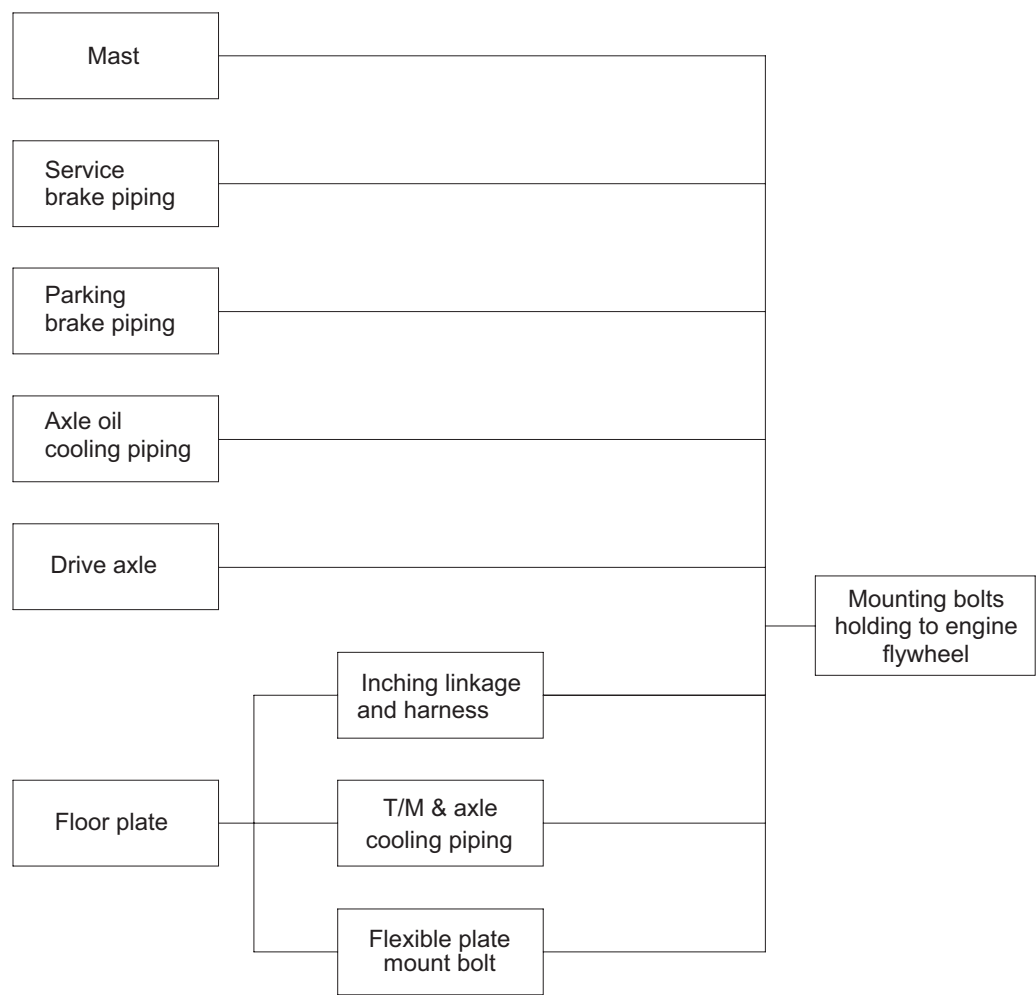 Mast
Service
brake piping
Parking
brake piping
Axle oil
cooling piping
Drive axle
Mounting bolts
holding to engine
flywheel
Inching linkage
and harness
Floor plate
T/M & axle
cooling piping
Flexible plate
mount bolt